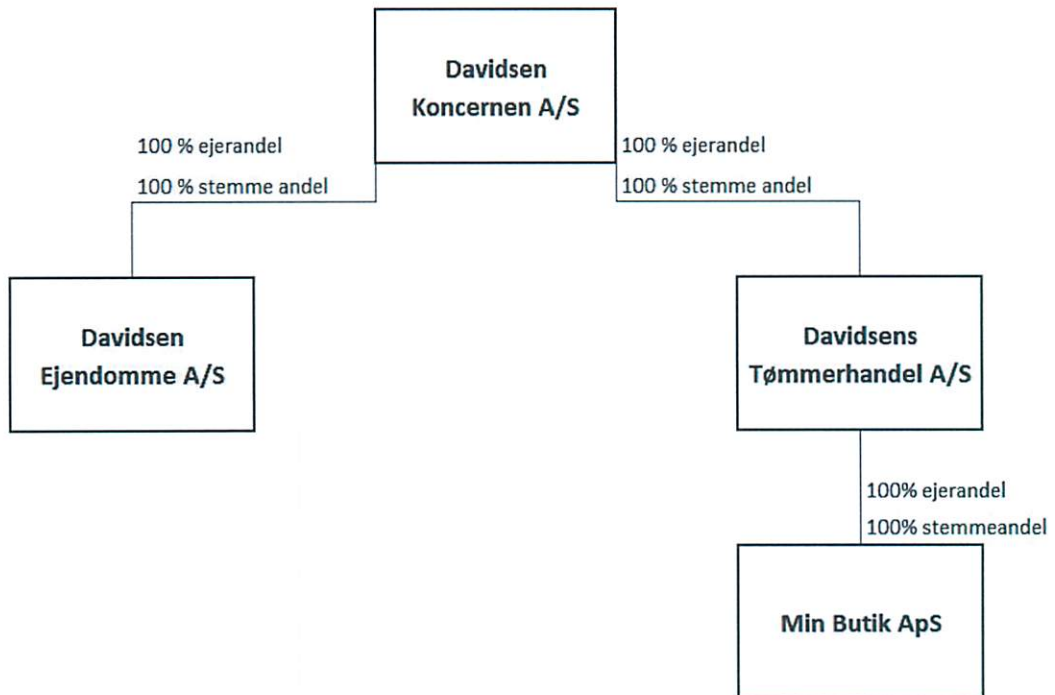 Davidsen
Koncernen A/S
100 % ejerandel
100 % stemme andel
100 % ejerandel
100 % stemme andel
Davidsen
Ejendomme A/S
Davidsens
Tømmerhandel A/S
100% ejerandel
100% stemmeandel
Min Butik ApS